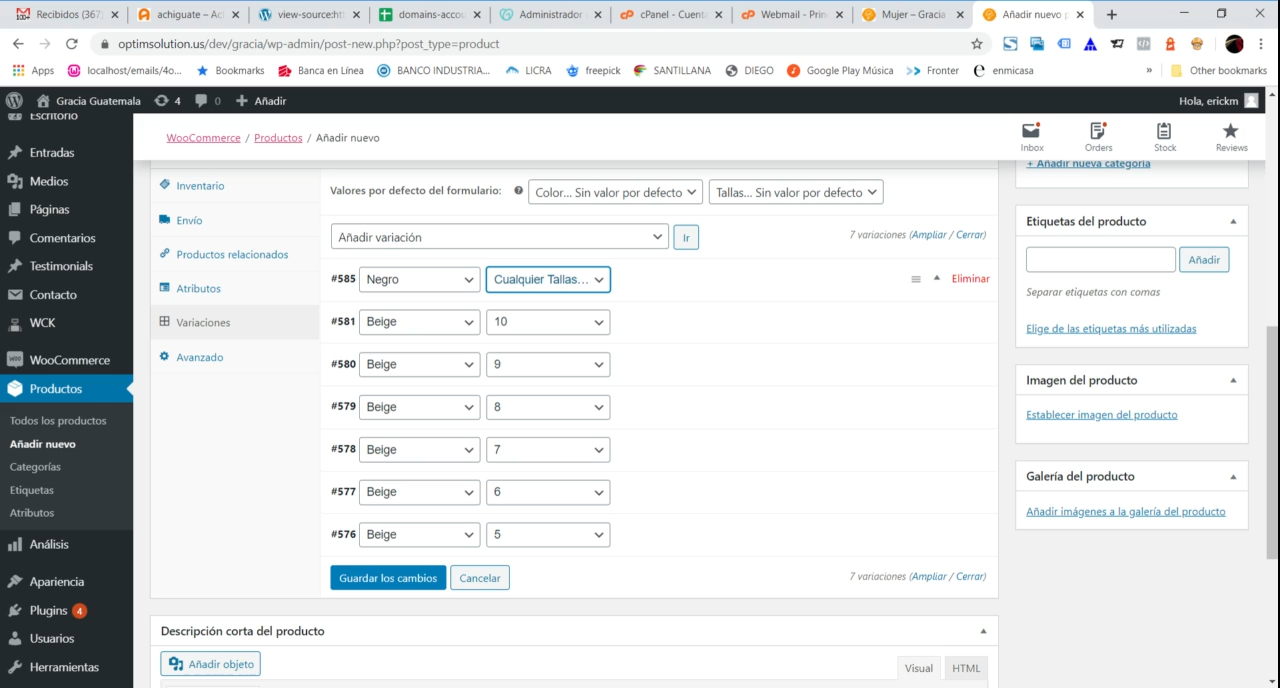 Recibidos (367)
achiguate – Acl
view-source:htt
domains-accou
Administrador
cPanel - Cuent
Webmail - Prin
Mujer – Gracia
Añadir nuevo p
optimsolution.us/dev/gracia/wp-admin/post-new.php?post_type=product
Apps
localhost/emails/4o...
Bookmarks
Banca en Línea
BANCO INDUSTRIA...
LICRA
freepick
SANTILLANA
DIEGO
Google Play Música
Fronter
enmicasa
»
Other bookmarks
Gracia Guatemala
4
0
Añadir
Hola, erickm
Escritorio
Entradas
Medios
Páginas
Comentarios
Testimonials
Contacto
WCK
WooCommerce
Productos
Todos los productos
Añadir nuevo
Categorías
Etiquetas
Atributos
Análisis
Apariencia
Plugins 4
Usuarios
Herramientas
WooCommerce / Productos / Añadir nuevo
Inbox
Orders
Stock
Reviews
Inventario
Envío
Productos relacionados
Atributos
Variaciones
Avanzado
Valores por defecto del formulario:
Color... Sin valor por defecto
Tallas... Sin valor por defecto
Añadir variación
Ir
7 variaciones (Ampliar / Cerrar)
#585 Negro Cualquier Tallas... Eliminar
#581 Beige 10
#580 Beige 9
#579 Beige 8
#578 Beige 7
#577 Beige 6
#576 Beige 5
Guardar los cambios
Cancelar
7 variaciones (Ampliar / Cerrar)
Descripción corta del producto
Añadir objeto
Visual
HTML
+ Añadir nueva categoría
Etiquetas del producto
Añadir
Separar etiquetas con comas
Elige de las etiquetas más utilizadas
Imagen del producto
Establecer imagen del producto
Galería del producto
Añadir imágenes a la galería del producto